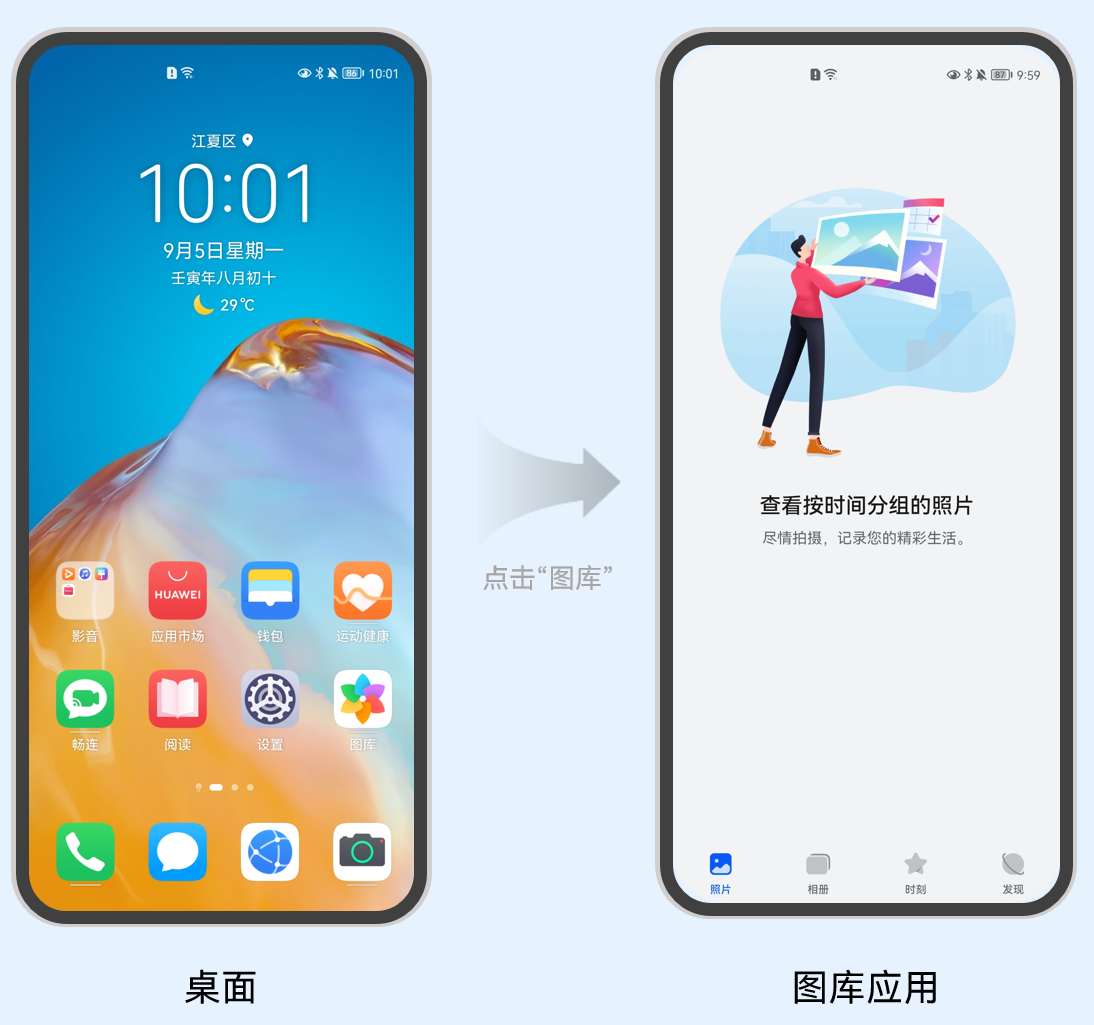 86 10:01
江夏区
10:01
9月5日星期一
壬寅年八月初十
29℃
HUAWEI
影音 应用市场 钱包 运动健康
畅连 阅读 设置 图库
桌面
点击“图库”
87 9:59
查看按时间分组的照片
尽情拍摄，记录您的精彩生活。
照片 相册 时刻 发现
图库应用